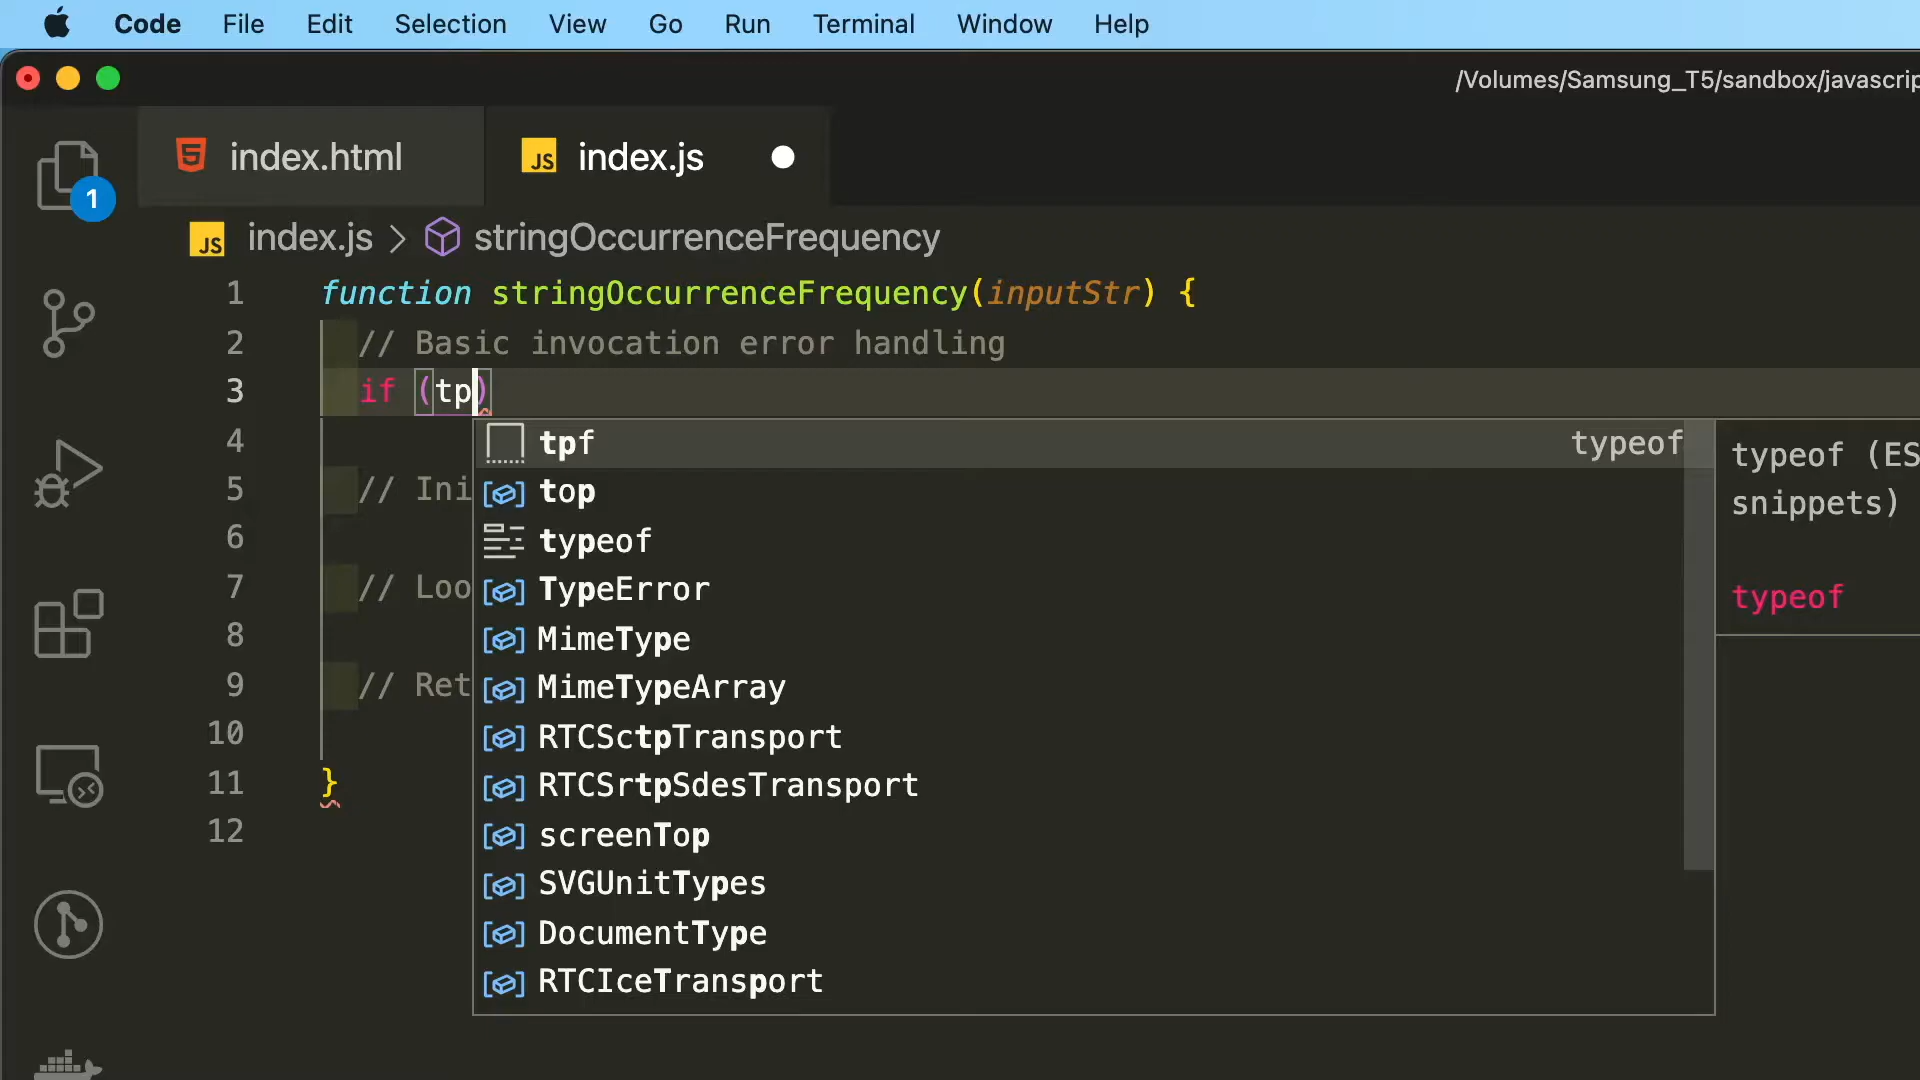 Code File Edit Selection View Go Run Terminal Window Help
/Volumes/Samsung_T5/sandbox/javascrip
1
5 index.html
JS index.js
JS index.js > stringOccurrenceFrequency
1 function stringOccurrenceFrequency(inputStr) {
2 // Basic invocation error handling
3 if (tp)
4
5 // Ini
6
7 // Loo
8
9 // Ret
10
11 }
12
tpf typeof
top
typeof
TypeError
MimeType
MimeTypeArray
RTCSctpTransport
RTCSrtpSdesTransport
screenTop
SVGUnitTypes
DocumentType
RTCIceTransport
typeof (ES
snippets)
typeof